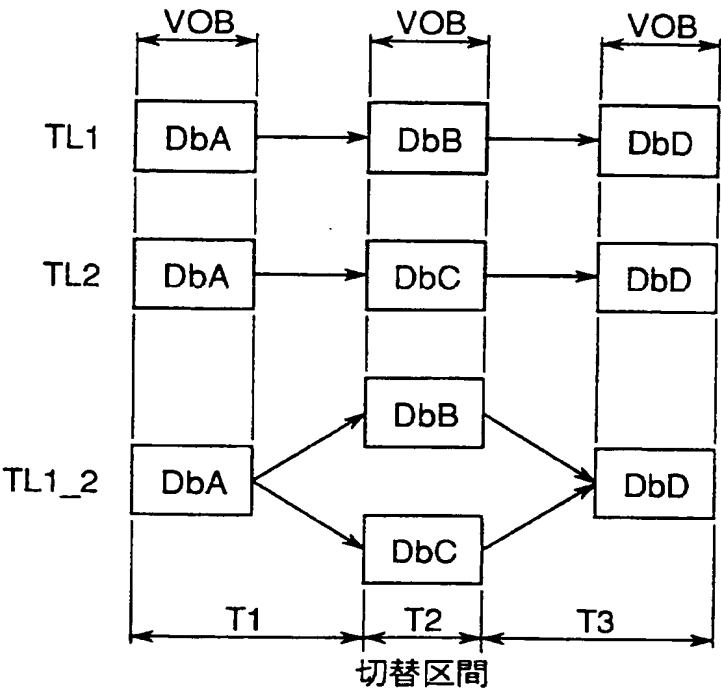 VOB VOB VOB
TL1 DbA DbB DbD
TL2 DbA DbC DbD
DbB
TL1_2 DbA DbD
DbC
T1 T2 T3
切替区間